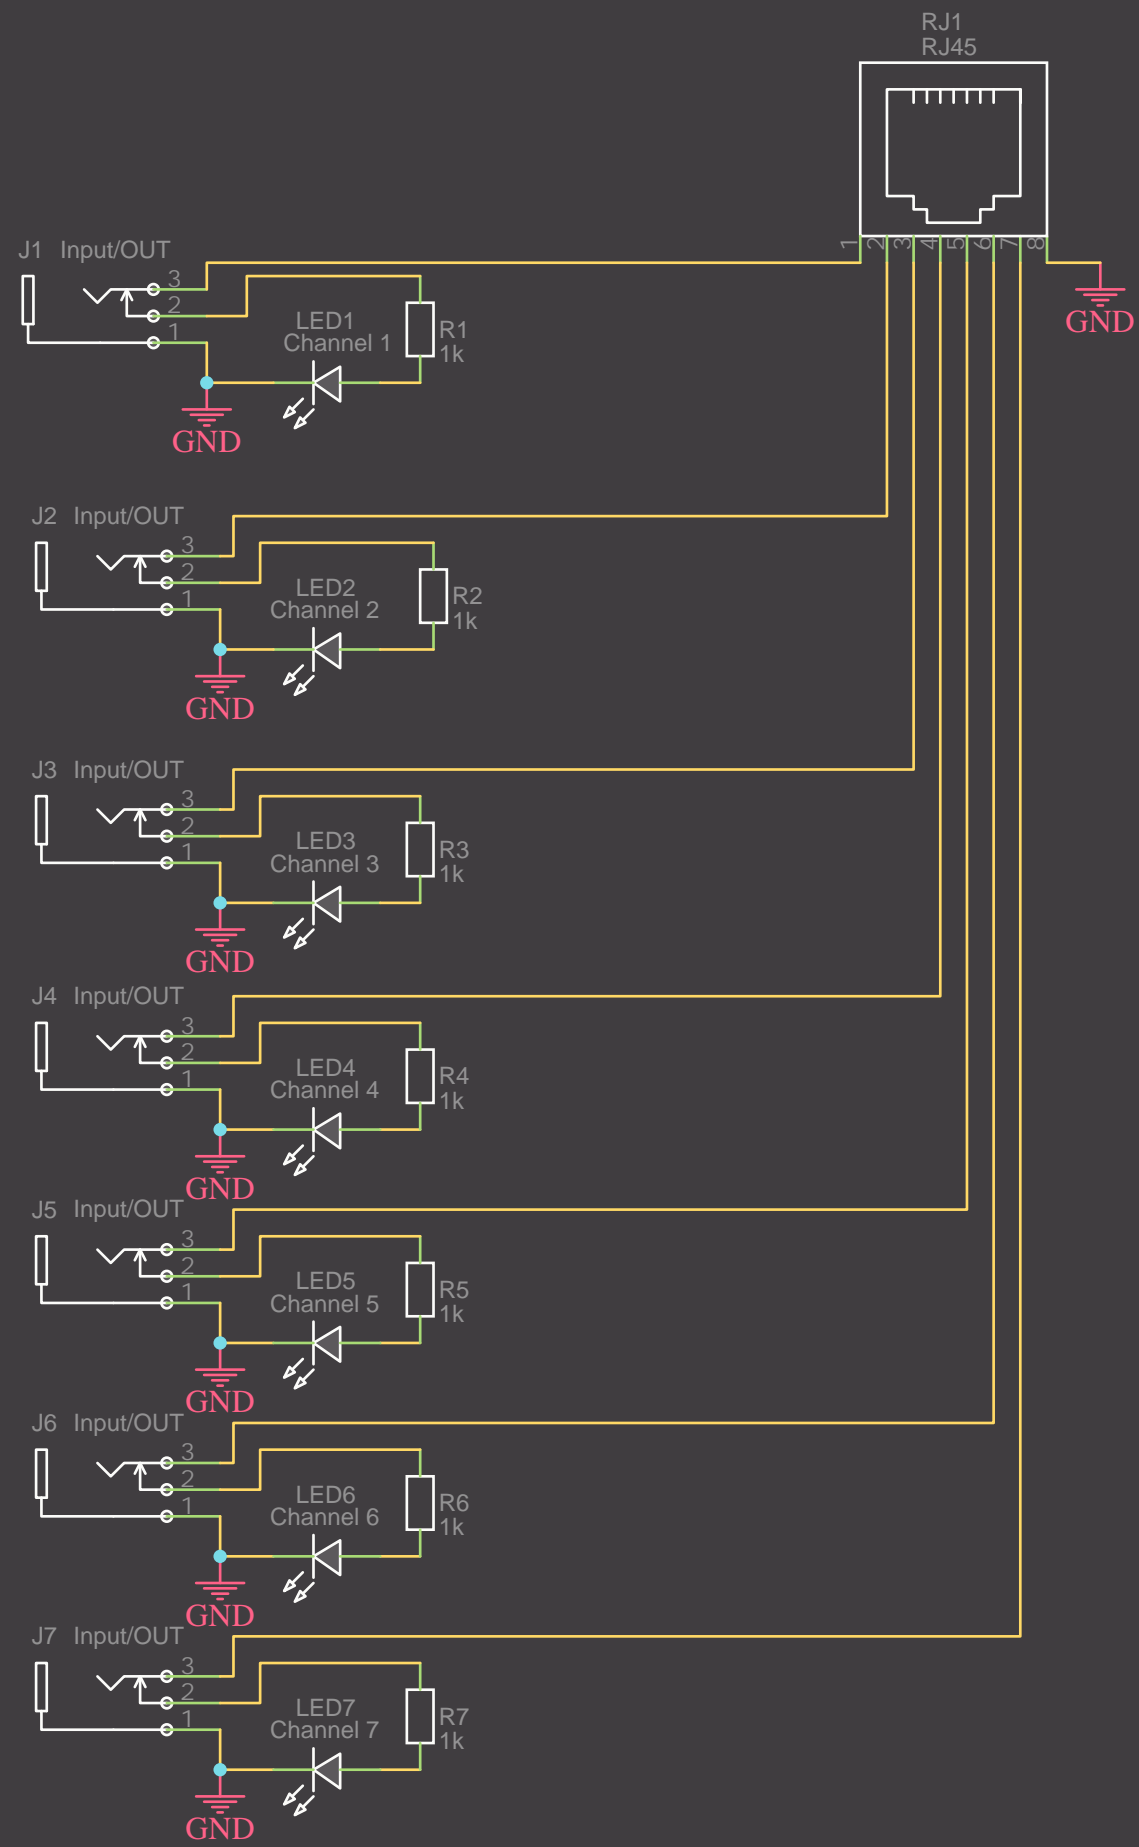 RJ1
RJ45
1 2 3 4 5 6 7 8
GND
J1 Input/OUT
3
2
1
LED1
Channel 1
R1
1k
GND
J2 Input/OUT
3
2
1
LED2
Channel 2
R2
1k
GND
J3 Input/OUT
3
2
1
LED3
Channel 3
R3
1k
GND
J4 Input/OUT
3
2
1
LED4
Channel 4
R4
1k
GND
J5 Input/OUT
3
2
1
LED5
Channel 5
R5
1k
GND
J6 Input/OUT
3
2
1
LED6
Channel 6
R6
1k
GND
J7 Input/OUT
3
2
1
LED7
Channel 7
R7
1k
GND